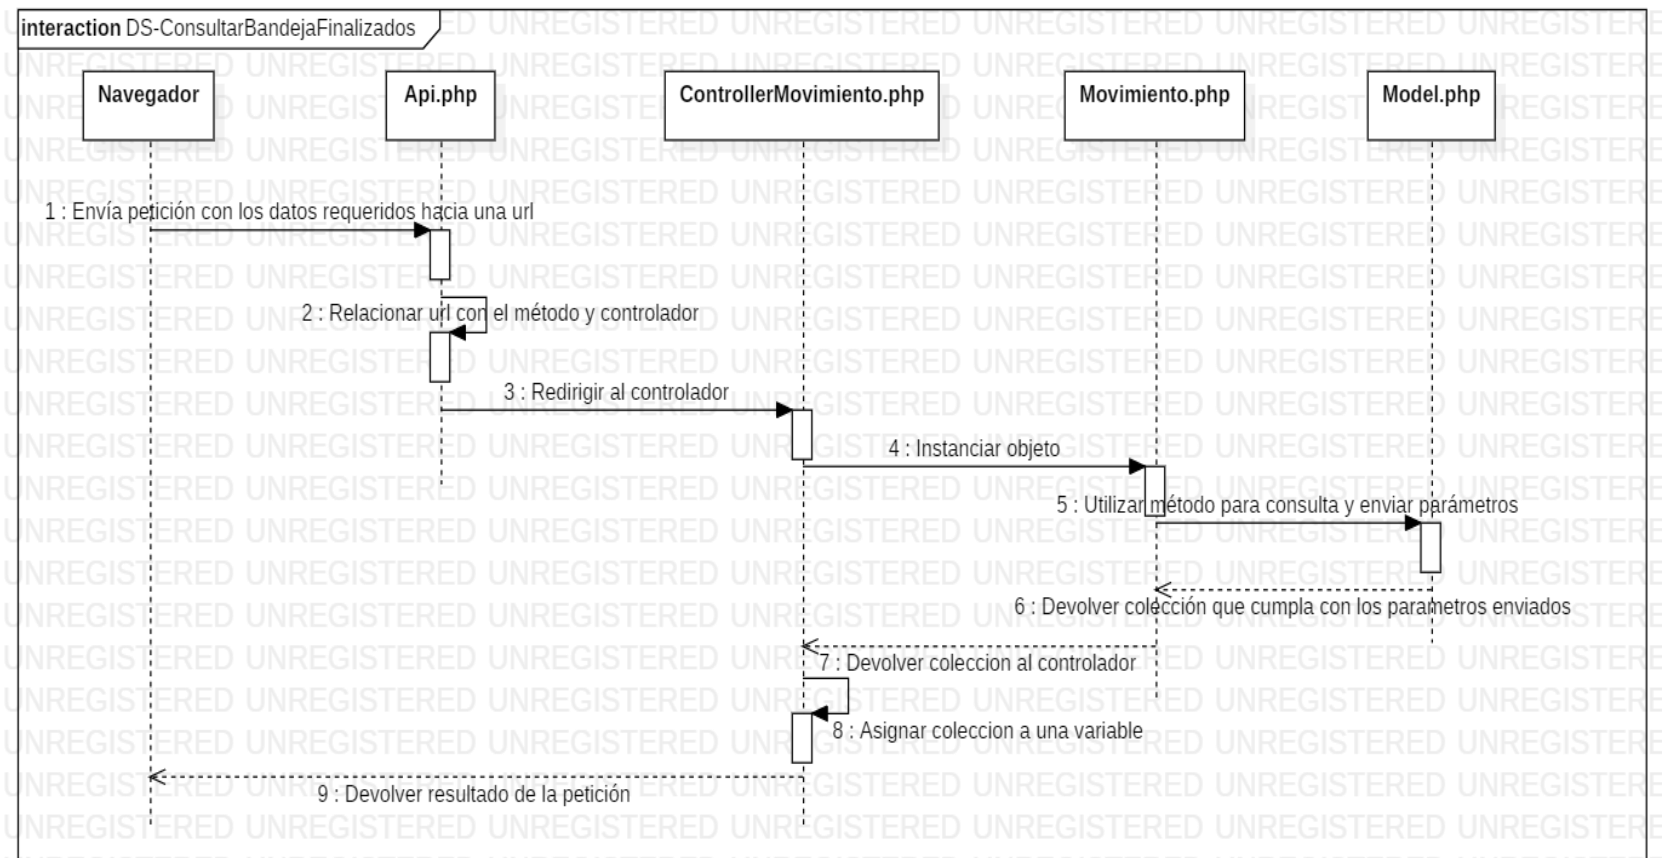 interaction DS-ConsultarBandejaFinalizados
Navegador
Api.php
ControllerMovimiento.php
Movimiento.php
Model.php
1 : Envía petición con los datos requeridos hacia una url
2 : Relacionar url con el método y controlador
3 : Redirigir al controlador
4 : Instanciar objeto
5 : Utilizar método para consulta y enviar parámetros
6 : Devolver colección que cumpla con los parametros enviados
7 : Devolver coleccion al controlador
8 : Asignar coleccion a una variable
9 : Devolver resultado de la petición
UNREGISTERED